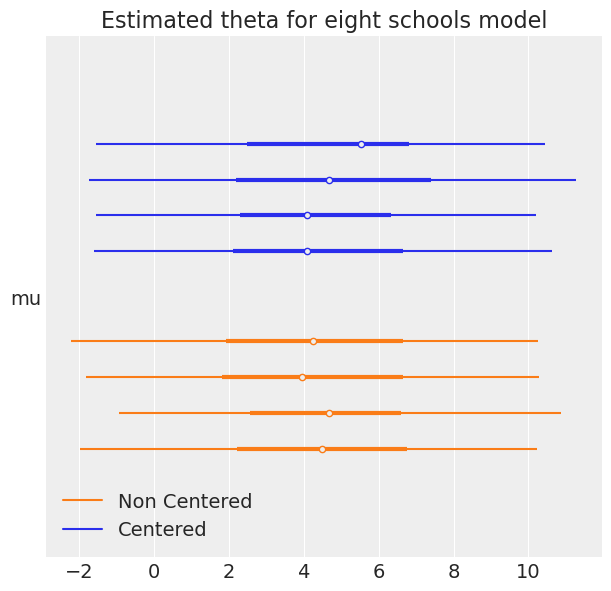 Estimated theta for eight schools model
mu
Non Centered
Centered
−2 0 2 4 6 8 10